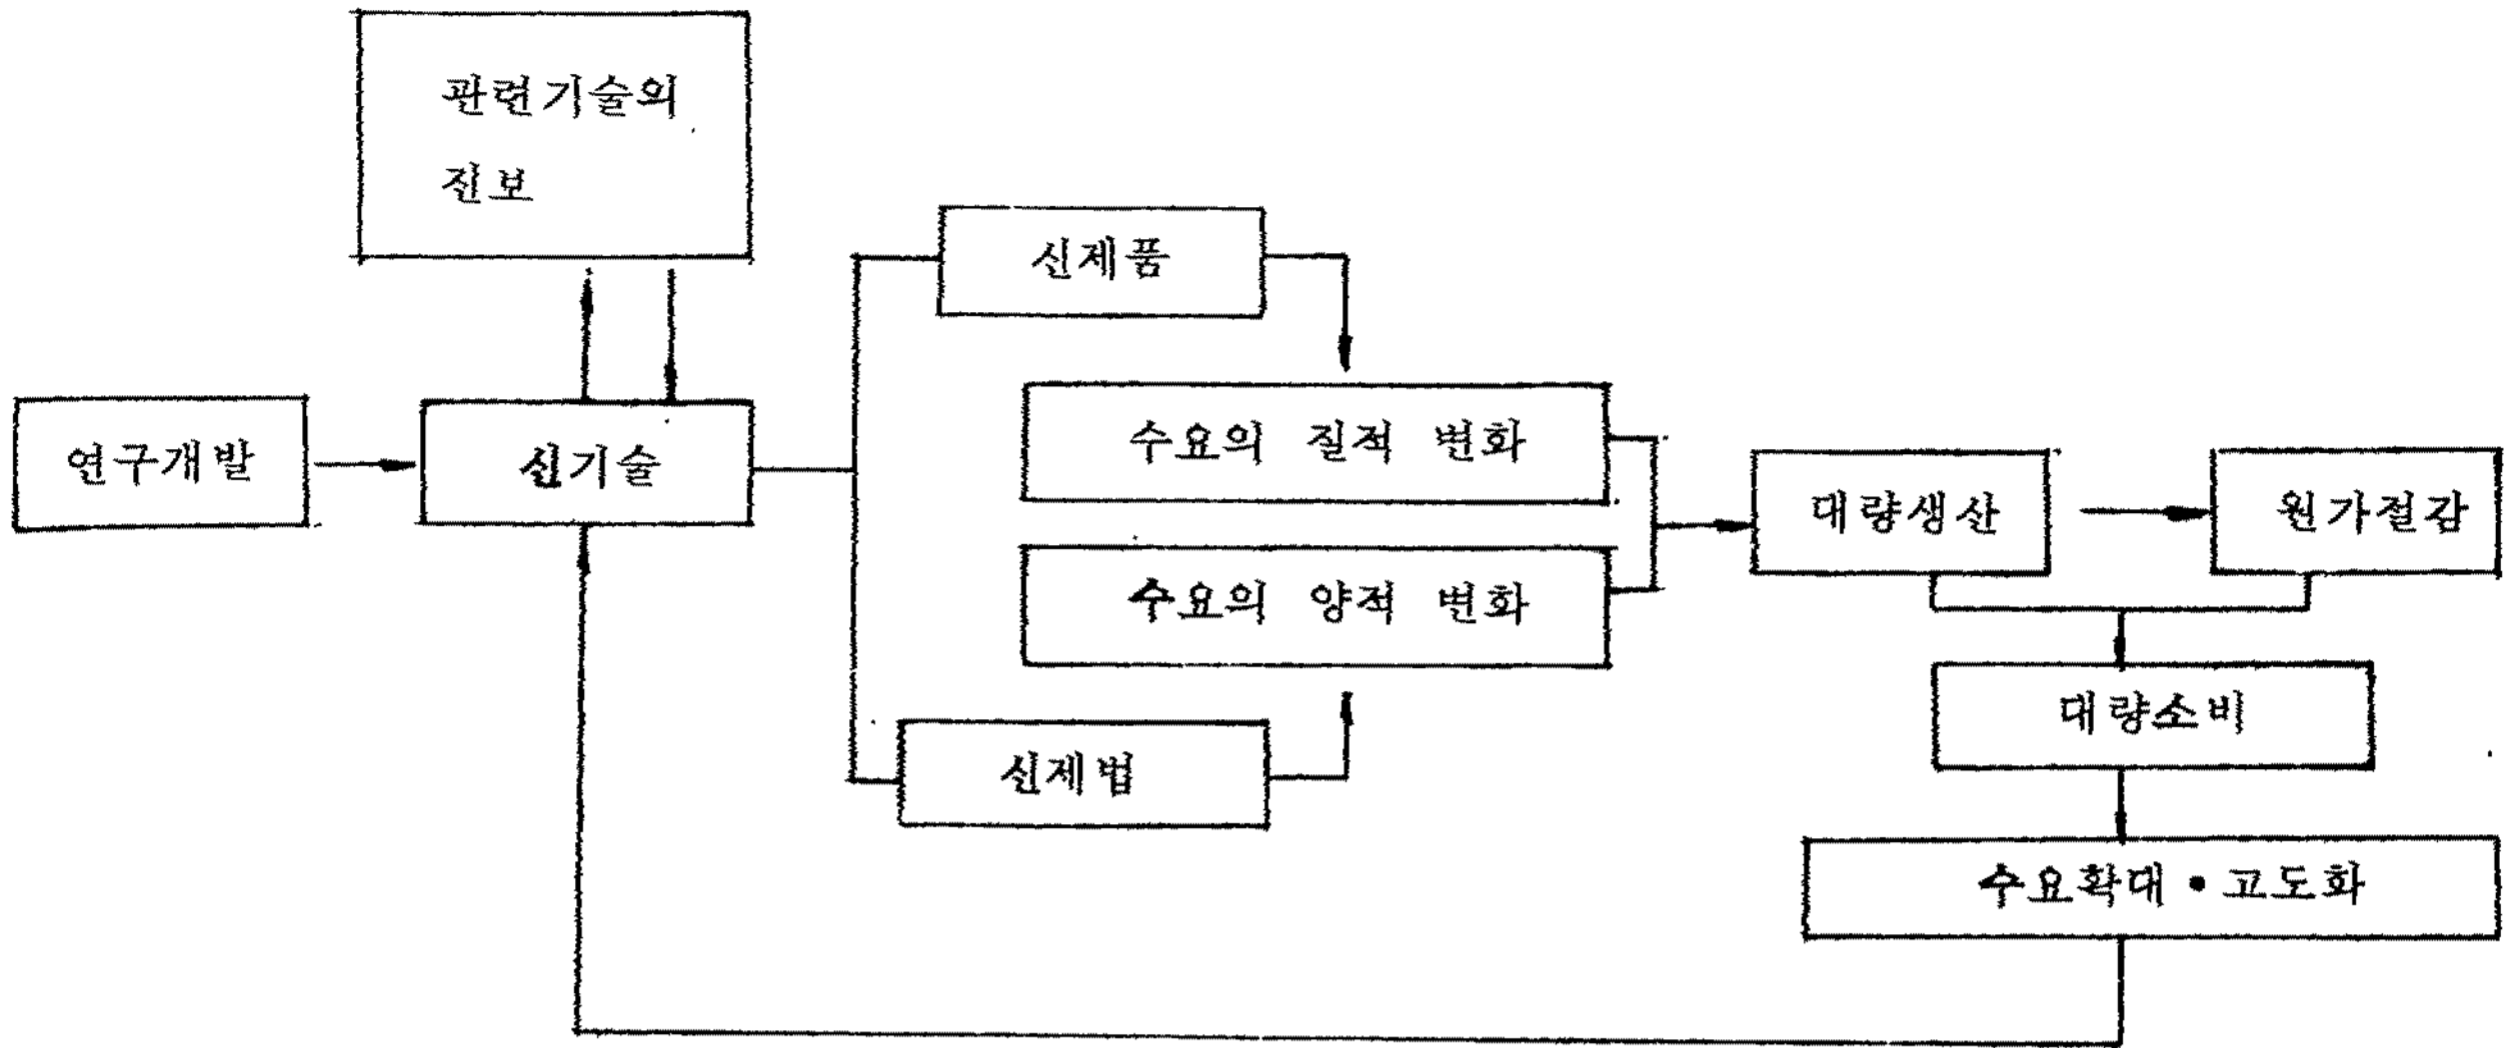 관련기술의
진보
신제품
연구개발
신기술
수요의 질적 변화
대량생산
원가절감
수요의 양적 변화
대량소비
신제법
수요확대·고도화